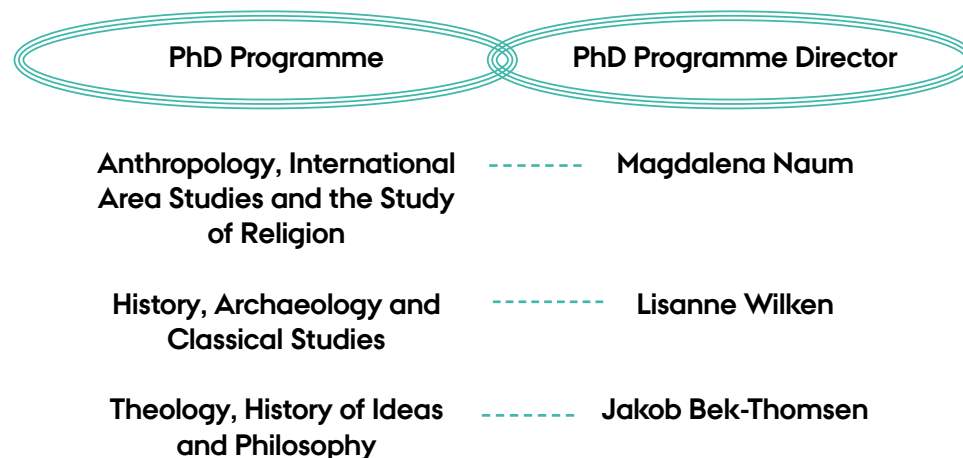 PhD Programme
PhD Programme Director
Anthropology, International
Area Studies and the Study
of Religion
Magdalena Naum
History, Archaeology and
Classical Studies
Lisanne Wilken
Theology, History of Ideas
and Philosophy
Jakob Bek-Thomsen